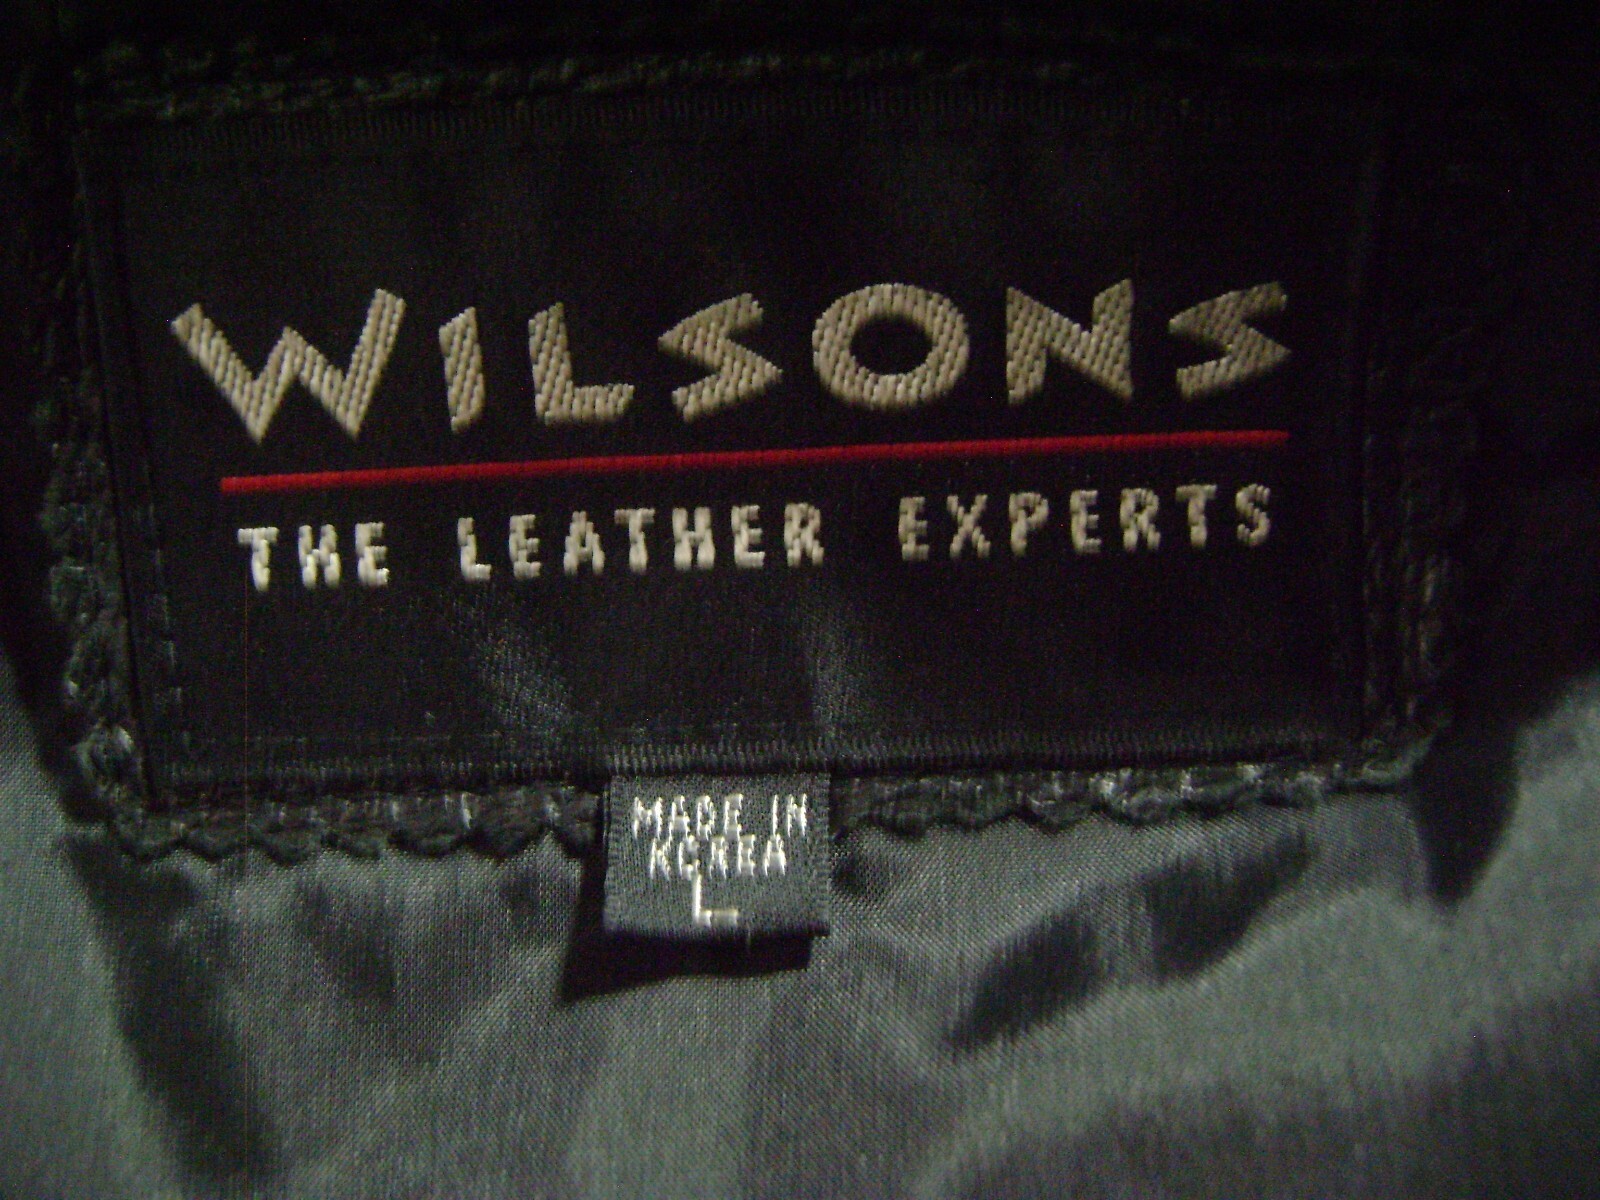 WILSONS
THE LEATHER EXPERTS
MADE IN
KOREA
L